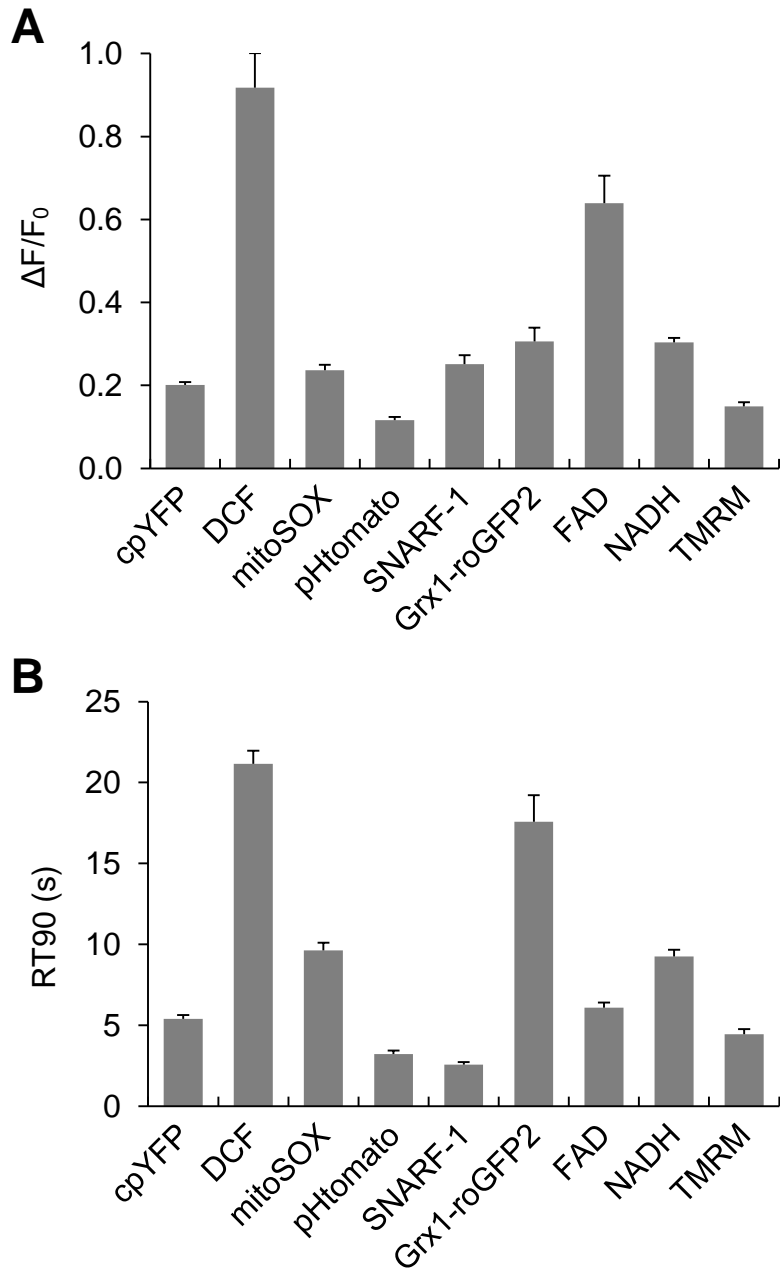 A
1.0
0.8
0.6
0.4
0.2
0.0
ΔF/F₀
cpYFP
DCF
mitoSOX
pHtomato
SNARF-1
Grx1-roGFP2
FAD
NADH
TMRM
B
25
20
15
10
5
0
RT90 (s)
cpYFP
DCF
mitoSOX
pHtomato
SNARF-1
Grx1-roGFP2
FAD
NADH
TMRM